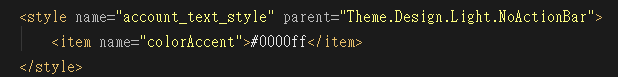 <style name="account_text_style" parent="Theme.Design.Light.NoActionBar">
    <item name="colorAccent">#0000ff</item>
</style>